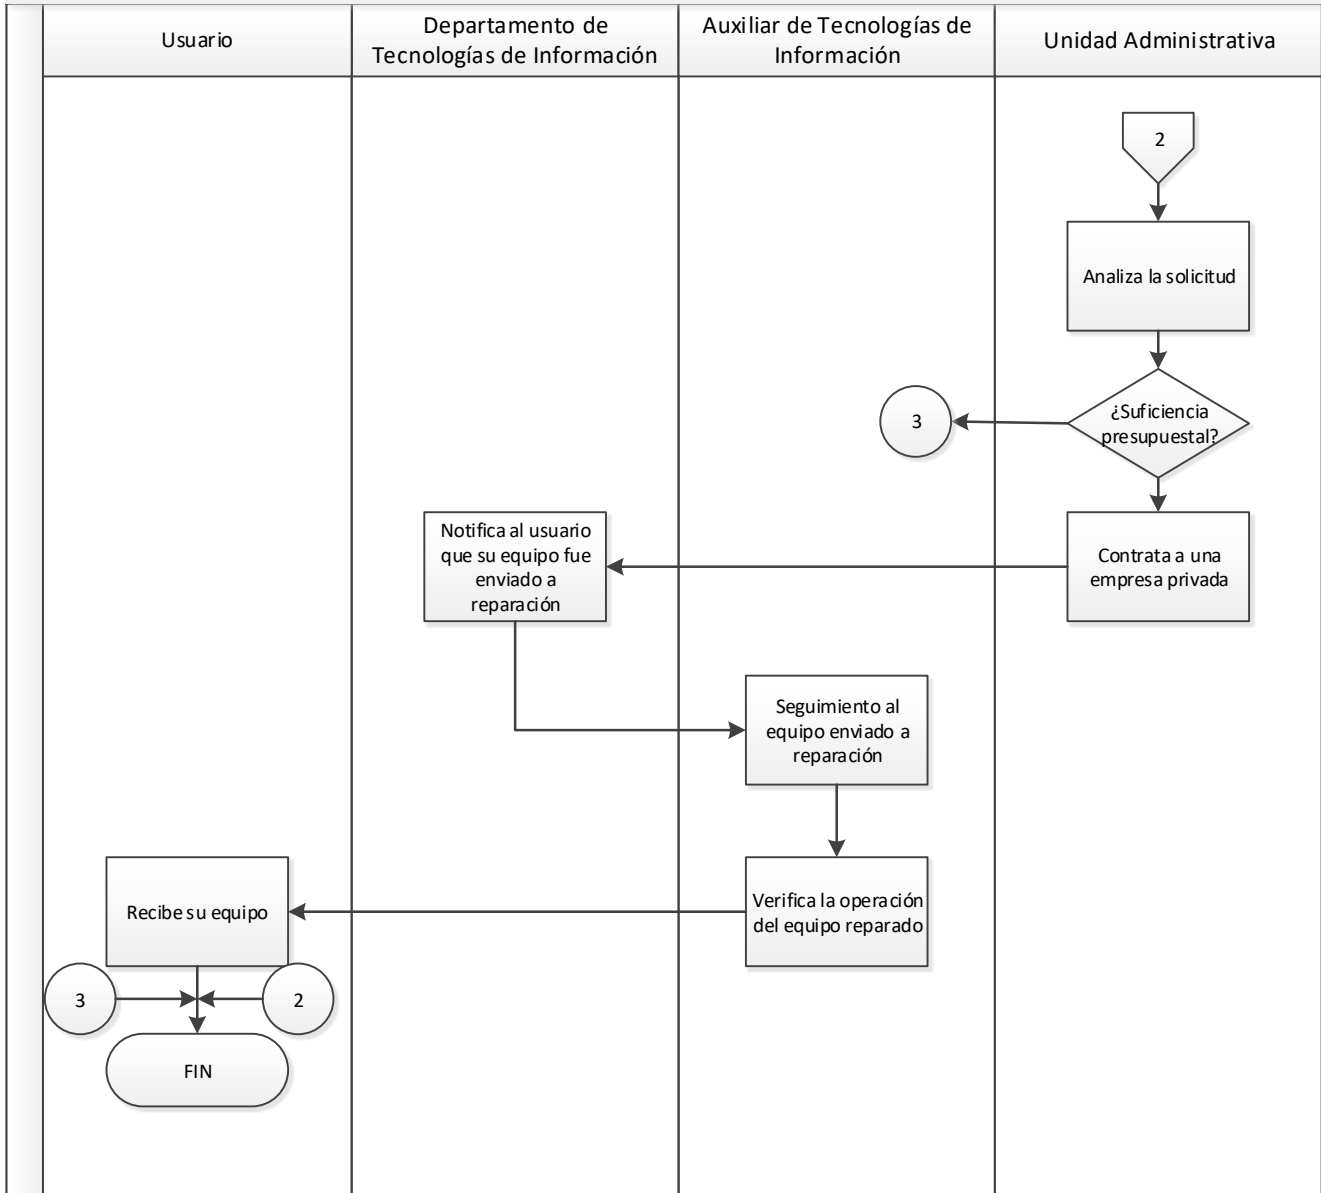 Usuario
Departamento de
Tecnologías de Información
Auxiliar de Tecnologías de
Información
Unidad Administrativa
2
Analiza la solicitud
¿Suficiencia
presupuestal?
3
Contrata a una
empresa privada
Notifica al usuario
que su equipo fue
enviado a
reparación
Seguimiento al
equipo enviado a
reparación
Verifica la operación
del equipo reparado
Recibe su equipo
3
2
FIN